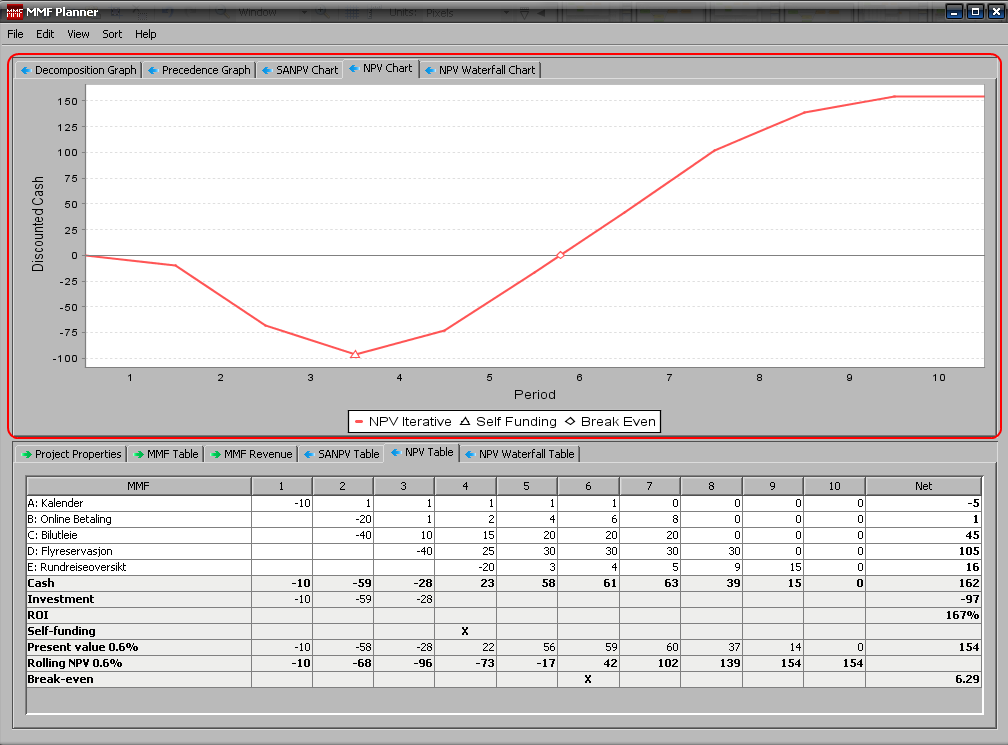 MMF MMF Planner Window Units: Pixels
File Edit View Sort Help
Decomposition Graph Precedence Graph SANPV Chart NPV Chart NPV Waterfall Chart
150
125
100
75
50
25
0
-25
-50
-75
-100
Discounted Cash
1 2 3 4 5 6 7 8 9 10
Period
NPV Iterative Self Funding Break Even
Project Properties MMF Table MMF Revenue SANPV Table NPV Table NPV Waterfall Table
MMF 1 2 3 4 5 6 7 8 9 10 Net
A: Kalender -10 1 1 1 1 1 0 0 0 0 -5
B: Online Betaling -20 1 2 4 6 8 0 0 0 1
C: Bilutleie -40 10 15 20 20 20 0 0 0 45
D: Flyreservasjon -40 25 30 30 30 30 0 0 105
E: Rundreiseoversikt -20 3 4 5 9 15 0 16
Cash -10 -59 -28 23 58 61 63 39 15 0 162
Investment -10 -59 -28 -97
ROI 167%
Self-funding X
Present value 0.6% -10 -58 -28 22 56 59 60 37 14 0 154
Rolling NPV 0.6% -10 -68 -96 -73 -17 42 102 139 154 154
Break-even X 6.29